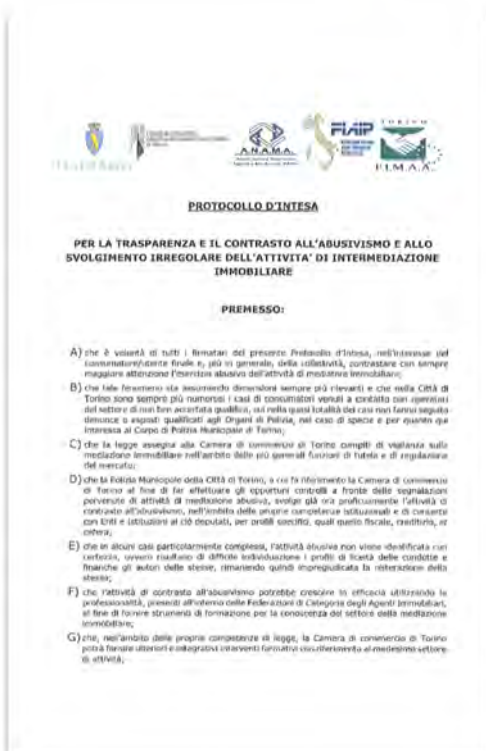 A.N.A.M.A.
FIAIP
TORINO
F.I.M.A.A.
PROTOCOLLO D'INTESA
PER LA TRASPARENZA E IL CONTRASTO ALL'ABUSIVISMO E ALLO
SVOLGIMENTO IRREGOLARE DELL'ATTIVITA' DI INTERMEDIAZIONE
IMMOBILIARE
PREMESSO:
A) che è volontà di tutti i firmatari del presente Protocollo d'Intesa, nell'interesse del
consumatore/utente finale e, più in generale, della collettività, contrastare con sempre
maggiore attenzione l'esercizio abusivo dell'attività di mediatore immobiliare;
B) che tale fenomeno sta assumendo dimensioni sempre più rilevanti e che nella Città di
Torino sono sempre più numerosi i casi di consumatori venuti a contatto con operatori
del settore di non ben accertata qualifica, cui nella quasi totalità dei casi non fanno seguito
denunce o esposti qualificati agli Organi di Polizia, nel caso di specie e per quanto qui
interessa al Corpo di Polizia Municipale di Torino;
C) che la legge assegna alla Camera di commercio di Torino compiti di vigilanza sulla
mediazione immobiliare nell'ambito delle più generali funzioni di tutela e di regolazione
del mercato;
D) che la Polizia Municipale della Città di Torino, a cui fa riferimento la Camera di commercio
di Torino al fine di far effettuare gli opportuni controlli a fronte delle segnalazioni
pervenute di attività di mediazione abusiva, svolge già ora proficuamente l'attività di
contrasto all'abusivismo, nell'ambito delle proprie competenze istituzionali e di concerto
con Enti e istituzioni al ciò deputati, per profili specifici, quali quello fiscale, creditizio, et
cetera;
E) che in alcuni casi particolarmente complessi, l'attività abusiva non viene identificata con
certezza, ovvero risultano di difficile individuazione i profili di liceità delle condotte e
finanche gli autori delle stesse, rimanendo quindi impregiudicata la reiterazione della
stessa;
F) che l'attività di contrasto all'abusivismo potrebbe crescere in efficacia utilizzando le
professionalità, presenti all'interno delle Federazioni di Categoria degli Agenti Immobiliari,
al fine di fornire strumenti di formazione per la conoscenza del settore della mediazione
immobiliare;
G) che, nell'ambito delle proprie competenze di legge, la Camera di commercio di Torino
potrà fornire ulteriori e integrativi interventi formativi con riferimento al medesimo settore
di attività;